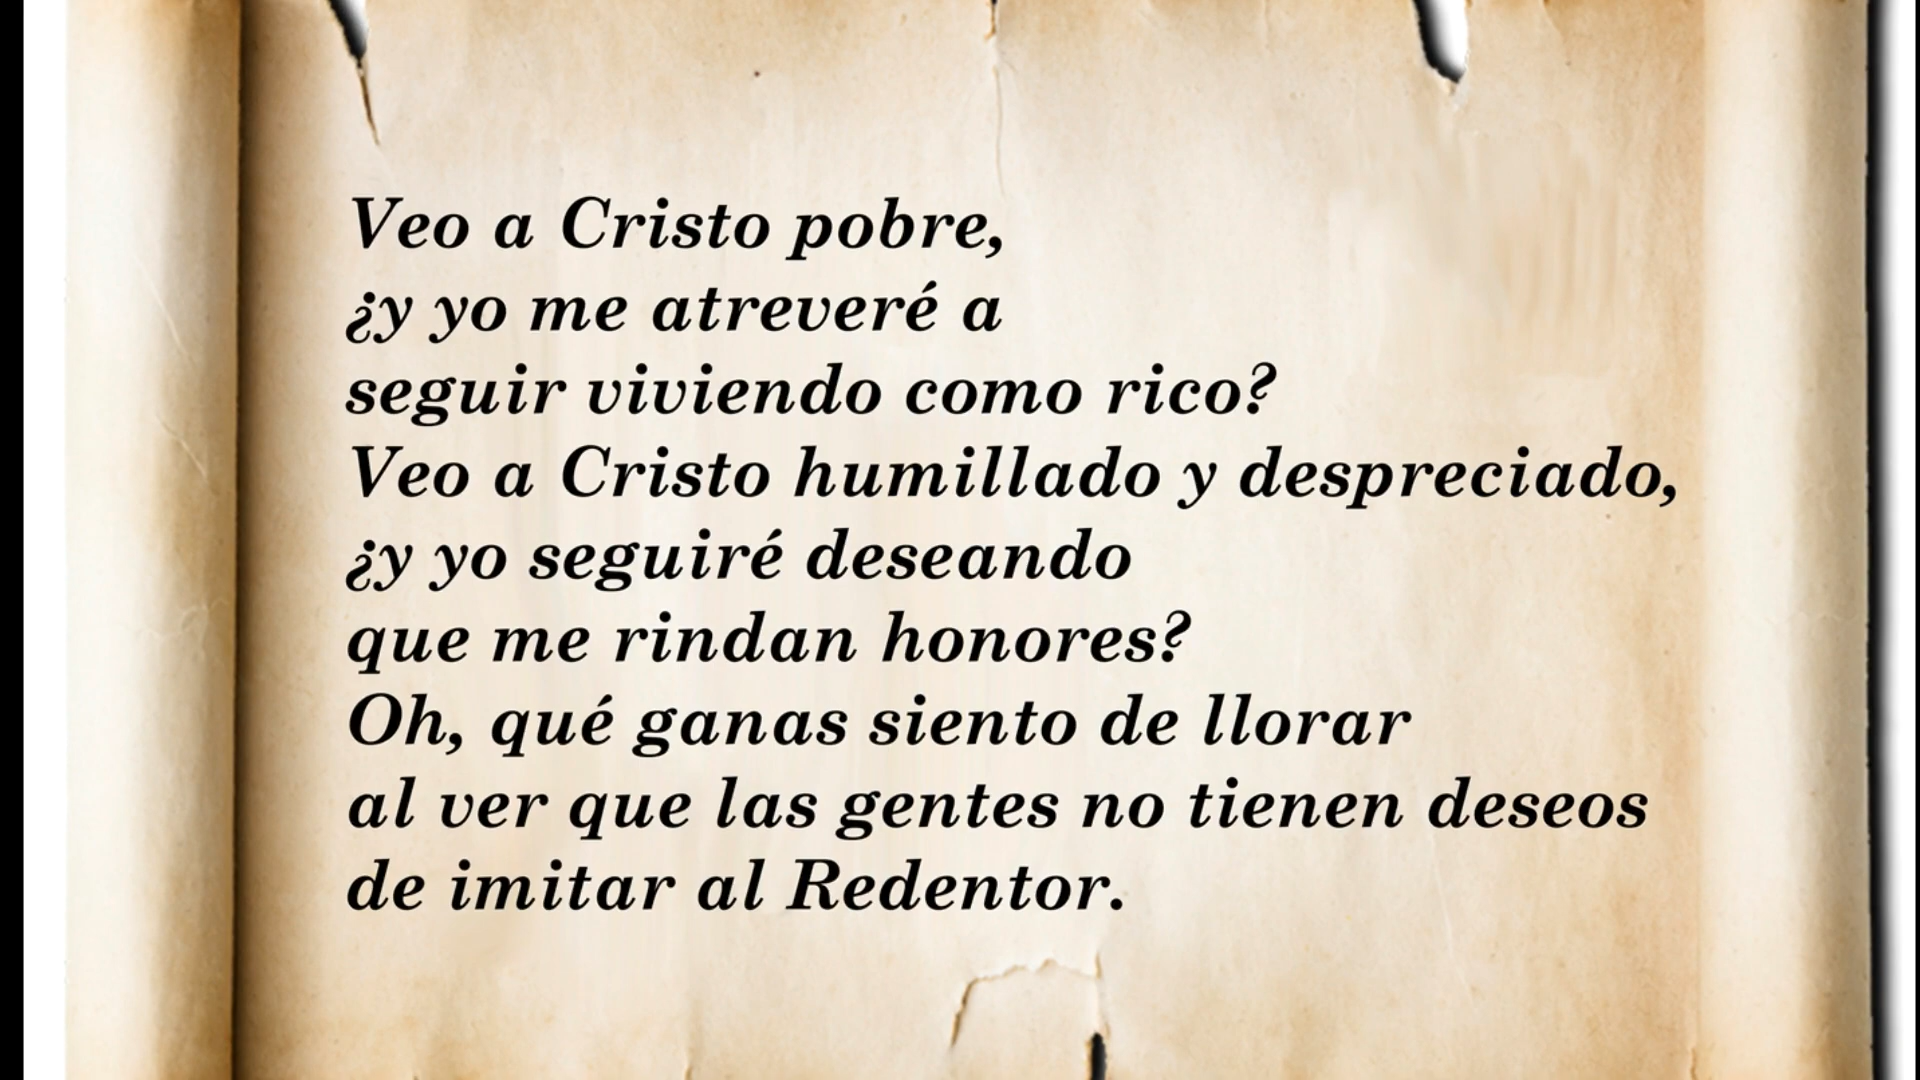 Veo a Cristo pobre,
¿y yo me atreveré a
seguir viviendo como rico?
Veo a Cristo humillado y despreciado,
¿y yo seguiré deseando
que me rindan honores?
Oh, qué ganas siento de llorar
al ver que las gentes no tienen deseos
de imitar al Redentor.